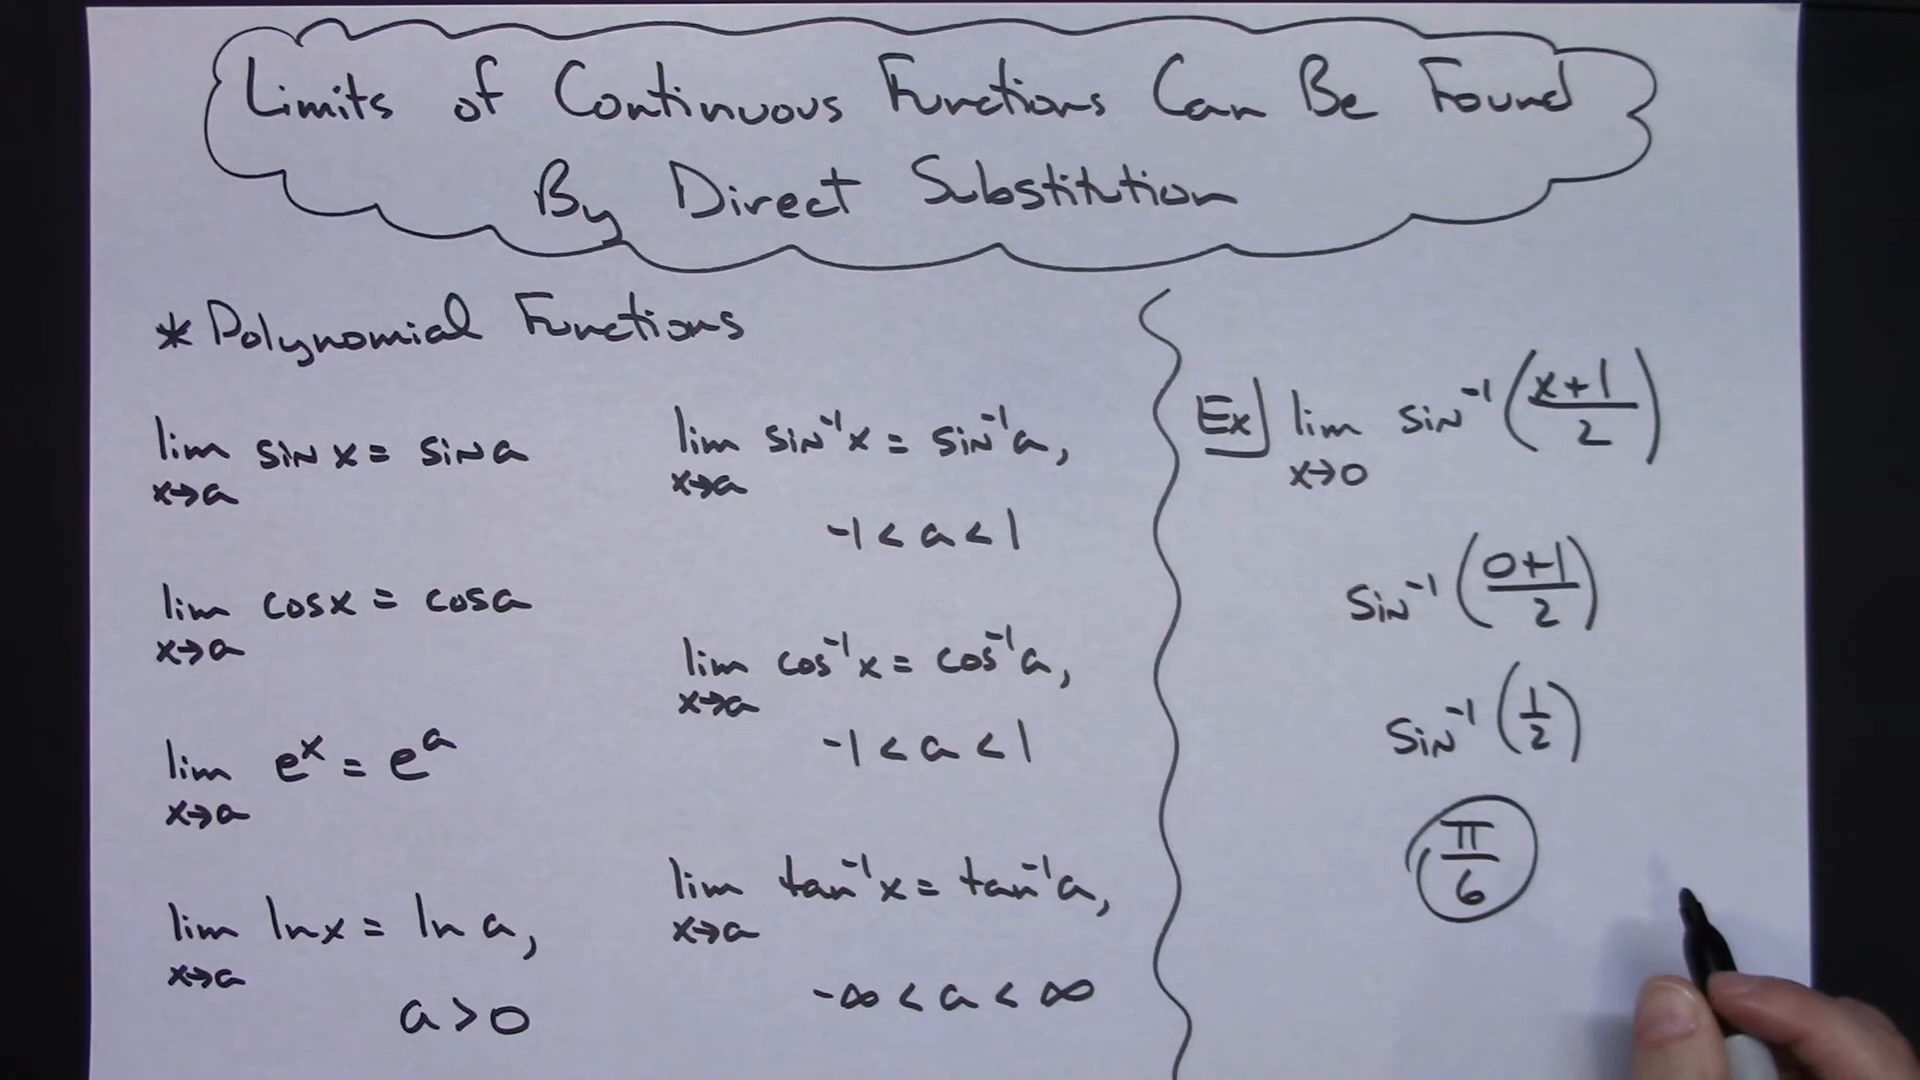 Limits of Continuous Functions Can Be Found
By Direct Substitution
* Polynomial Functions
lim x→a sin x = sin a
lim x→a cos x = cos a
lim x→a e^x = e^a
lim x→a ln x = ln a,
a > 0
lim x→a sin⁻¹x = sin⁻¹a,
-1 < a < 1
lim x→a cos⁻¹x = cos⁻¹a,
-1 < a < 1
lim x→a tan⁻¹x = tan⁻¹a,
-∞ < a < ∞
Ex] lim x→0 sin⁻¹((x+1)/2)
sin⁻¹((0+1)/2)
sin⁻¹(1/2)
π/6